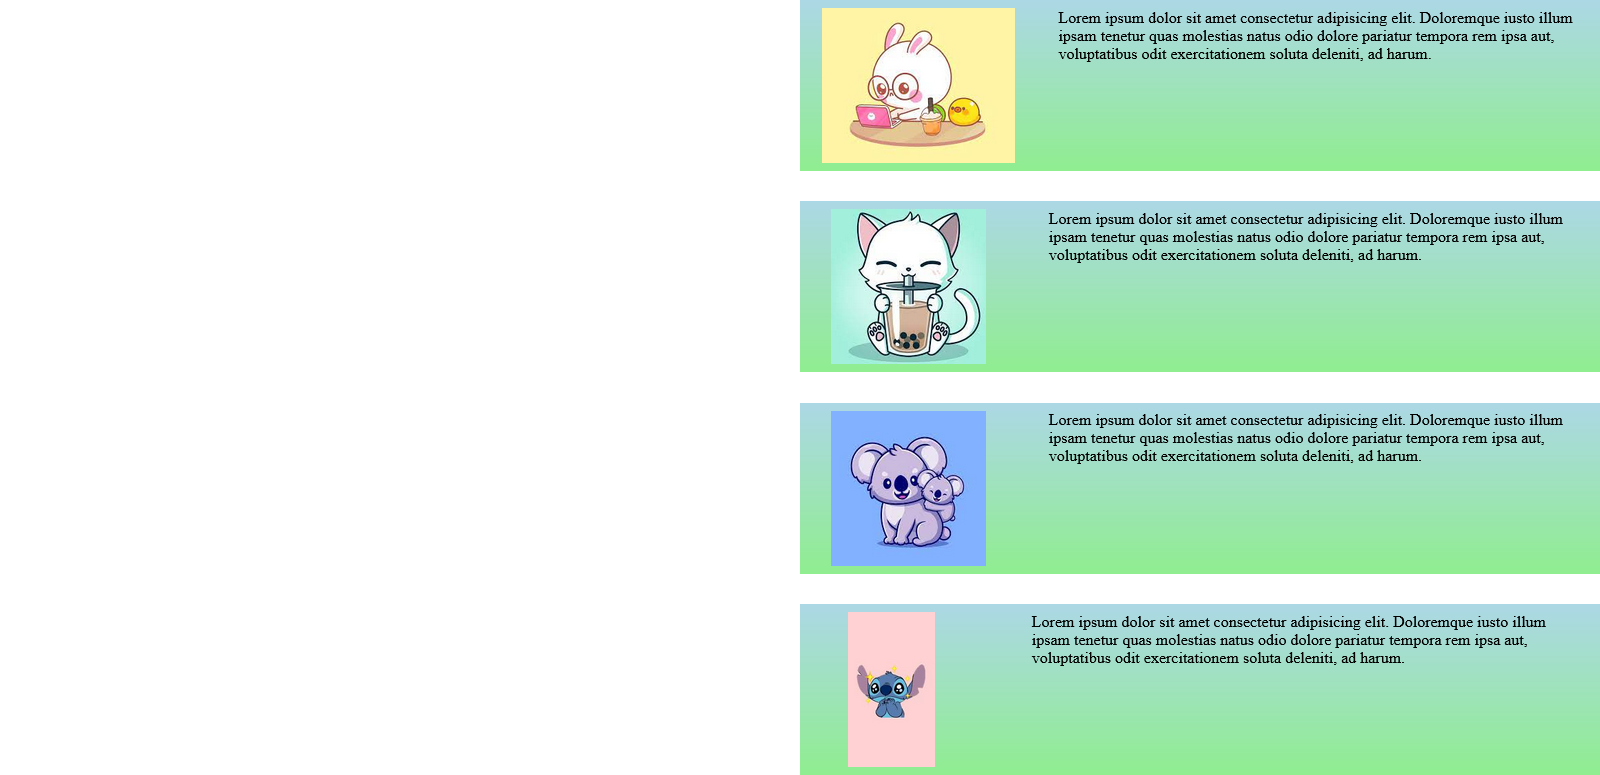 Lorem ipsum dolor sit amet consectetur adipisicing elit. Doloremque iusto illum
ipsam tenetur quas molestias natus odio dolore pariatur tempora rem ipsa aut,
voluptatibus odit exercitationem soluta deleniti, ad harum.
Lorem ipsum dolor sit amet consectetur adipisicing elit. Doloremque iusto illum
ipsam tenetur quas molestias natus odio dolore pariatur tempora rem ipsa aut,
voluptatibus odit exercitationem soluta deleniti, ad harum.
Lorem ipsum dolor sit amet consectetur adipisicing elit. Doloremque iusto illum
ipsam tenetur quas molestias natus odio dolore pariatur tempora rem ipsa aut,
voluptatibus odit exercitationem soluta deleniti, ad harum.
Lorem ipsum dolor sit amet consectetur adipisicing elit. Doloremque iusto illum
ipsam tenetur quas molestias natus odio dolore pariatur tempora rem ipsa aut,
voluptatibus odit exercitationem soluta deleniti, ad harum.